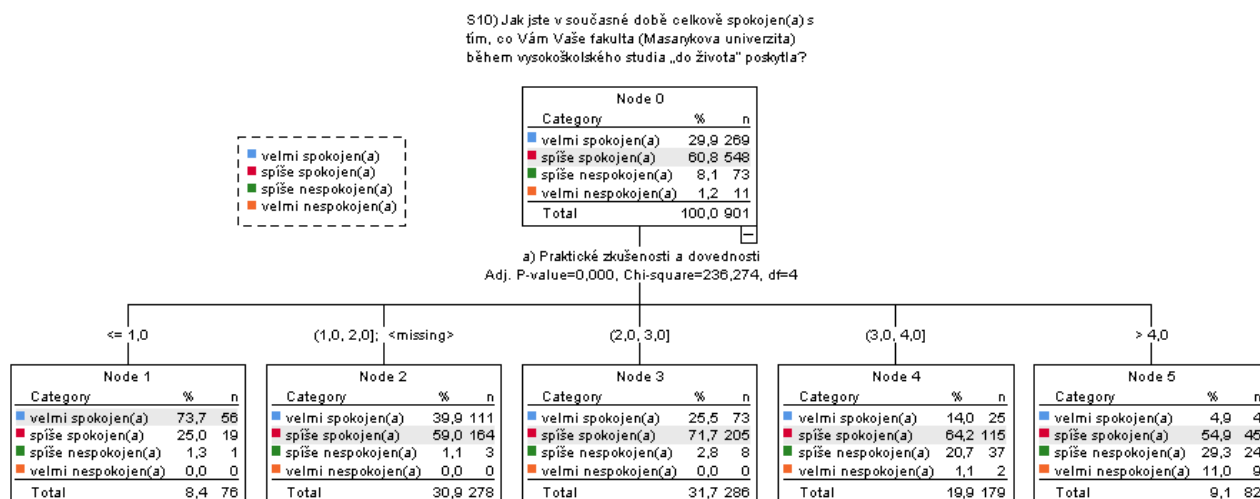 S10) Jak jste v současné době celkově spokojen(a) s
tím, co Vám Vaše fakulta (Masarykova univerzita)
během vysokoškolského studia „do života" poskytla?
Node 0
Category % n
velmi spokojen(a) 29,9 269
spíše spokojen(a) 60,8 548
spíše nespokojen(a) 8,1 73
velmi nespokojen(a) 1,2 11
Total 100,0 901
velmi spokojen(a)
spíše spokojen(a)
spíše nespokojen(a)
velmi nespokojen(a)
a) Praktické zkušenosti a dovednosti
Adj. P-value=0,000, Chi-square=236,274, df=4
<= 1,0
(1,0, 2,0]; <missing>
(2,0, 3,0]
(3,0, 4,0]
> 4,0
Node 1
Category % n
velmi spokojen(a) 73,7 56
spíše spokojen(a) 25,0 19
spíše nespokojen(a) 1,3 1
velmi nespokojen(a) 0,0 0
Total 8,4 76
Node 2
Category % n
velmi spokojen(a) 39,9 111
spíše spokojen(a) 59,0 164
spíše nespokojen(a) 1,1 3
velmi nespokojen(a) 0,0 0
Total 30,9 278
Node 3
Category % n
velmi spokojen(a) 25,5 73
spíše spokojen(a) 71,7 205
spíše nespokojen(a) 2,8 8
velmi nespokojen(a) 0,0 0
Total 31,7 286
Node 4
Category % n
velmi spokojen(a) 14,0 25
spíše spokojen(a) 64,2 115
spíše nespokojen(a) 20,7 37
velmi nespokojen(a) 1,1 2
Total 19,9 179
Node 5
Category % n
velmi spokojen(a) 4,9 4
spíše spokojen(a) 54,9 45
spíše nespokojen(a) 29,3 24
velmi nespokojen(a) 11,0 9
Total 9,1 82